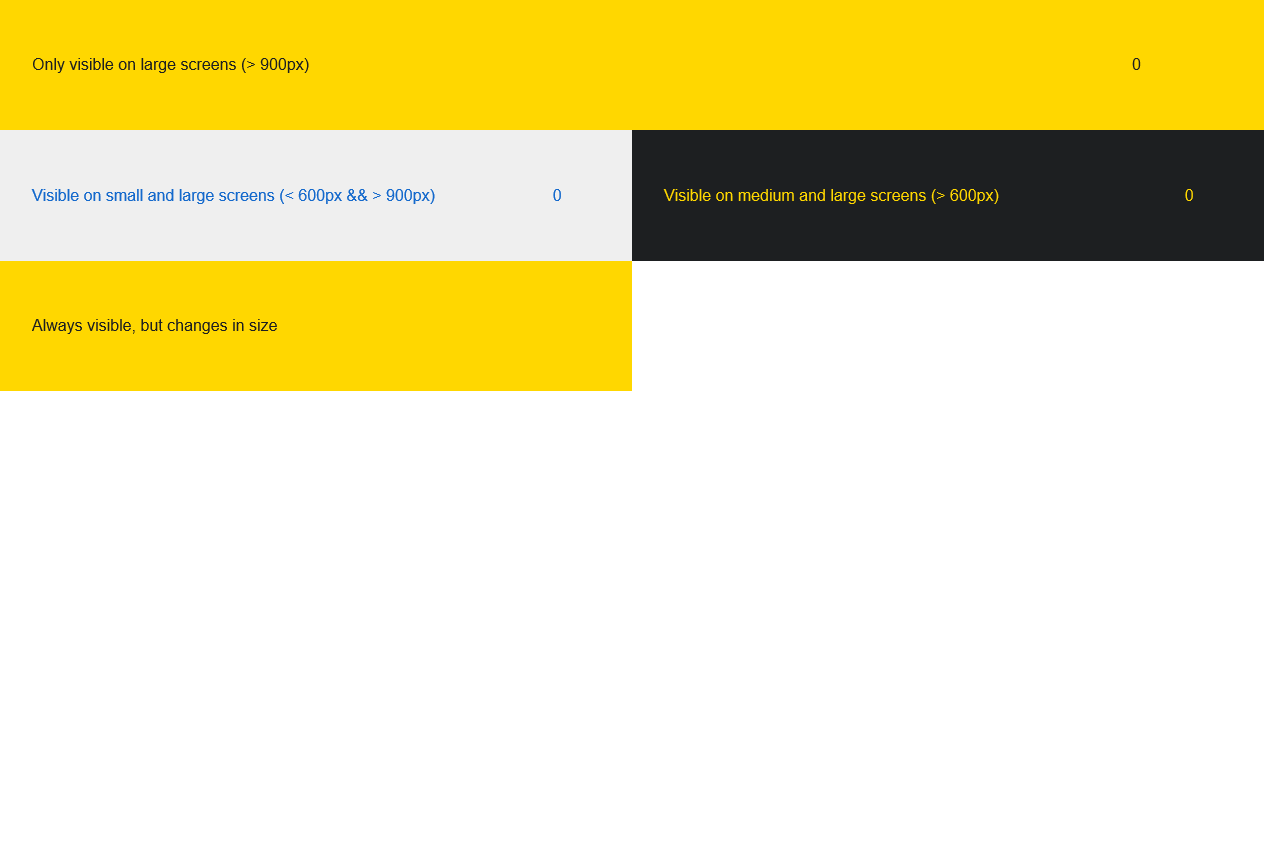 Only visible on large screens (> 900px) 0
Visible on small and large screens (< 600px && > 900px) 0
Visible on medium and large screens (> 600px) 0
Always visible, but changes in size